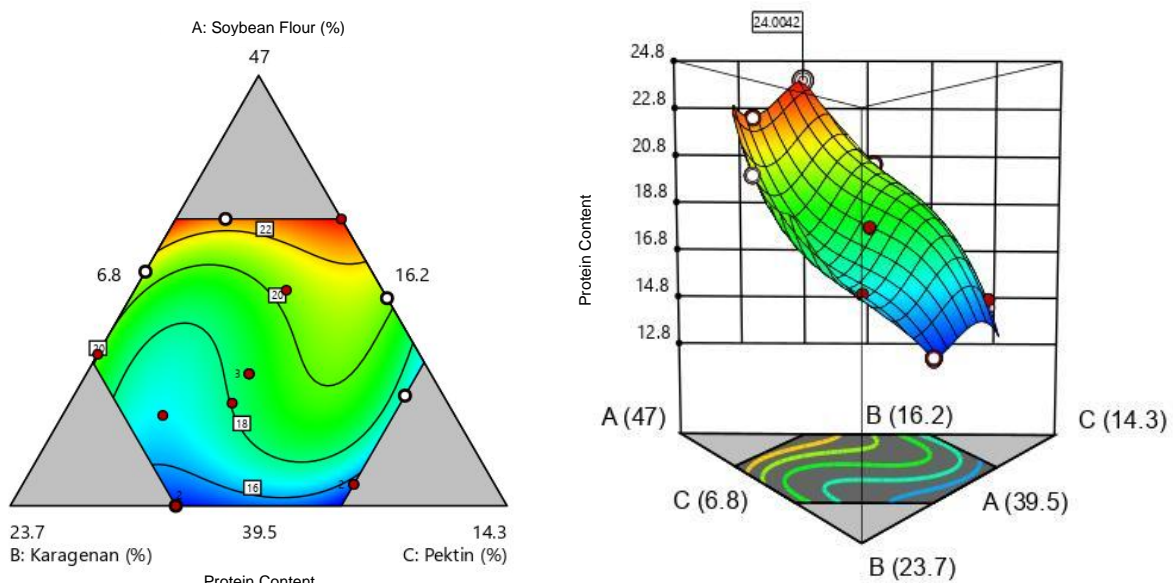 A: Soybean Flour (%)
47
22
6.8
16.2
20
20
3
18
16
2
2
23.7
39.5
14.3
B: Karagenan (%)
C: Pektin (%)
Protein Content
24.0042
24.8
22.8
20.8
18.8
16.8
14.8
12.8
Protein Content
A (47)
B (16.2)
C (14.3)
C (6.8)
A (39.5)
B (23.7)